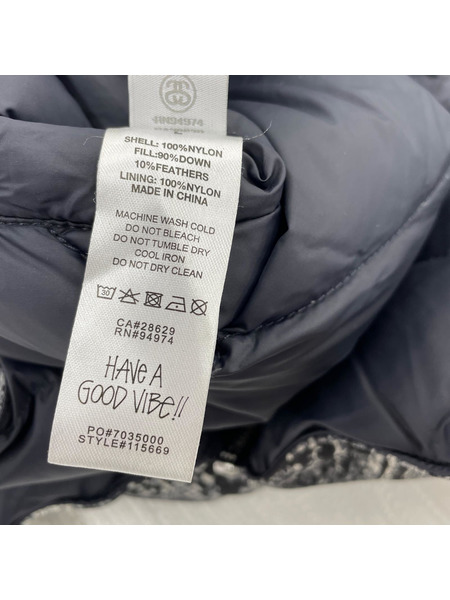 RN94974
SHELL: 100%NYLON
FILL:90%DOWN
10%FEATHERS
LINING: 100%NYLON
MADE IN CHINA
MACHINE WASH COLD
DO NOT BLEACH
DO NOT TUMBLE DRY
COOL IRON
DO NOT DRY CLEAN
30
CA#28629
RN#94974
HAVE A
GOOD VIBE!!
PO#7035000
STYLE#115669